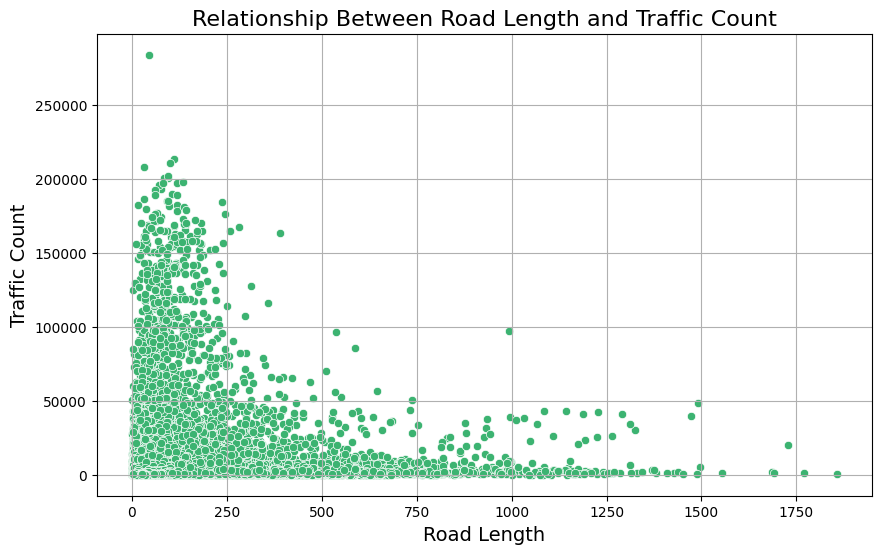 Relationship Between Road Length and Traffic Count
Traffic Count
250000
200000
150000
100000
50000
0
0 250 500 750 1000 1250 1500 1750
Road Length